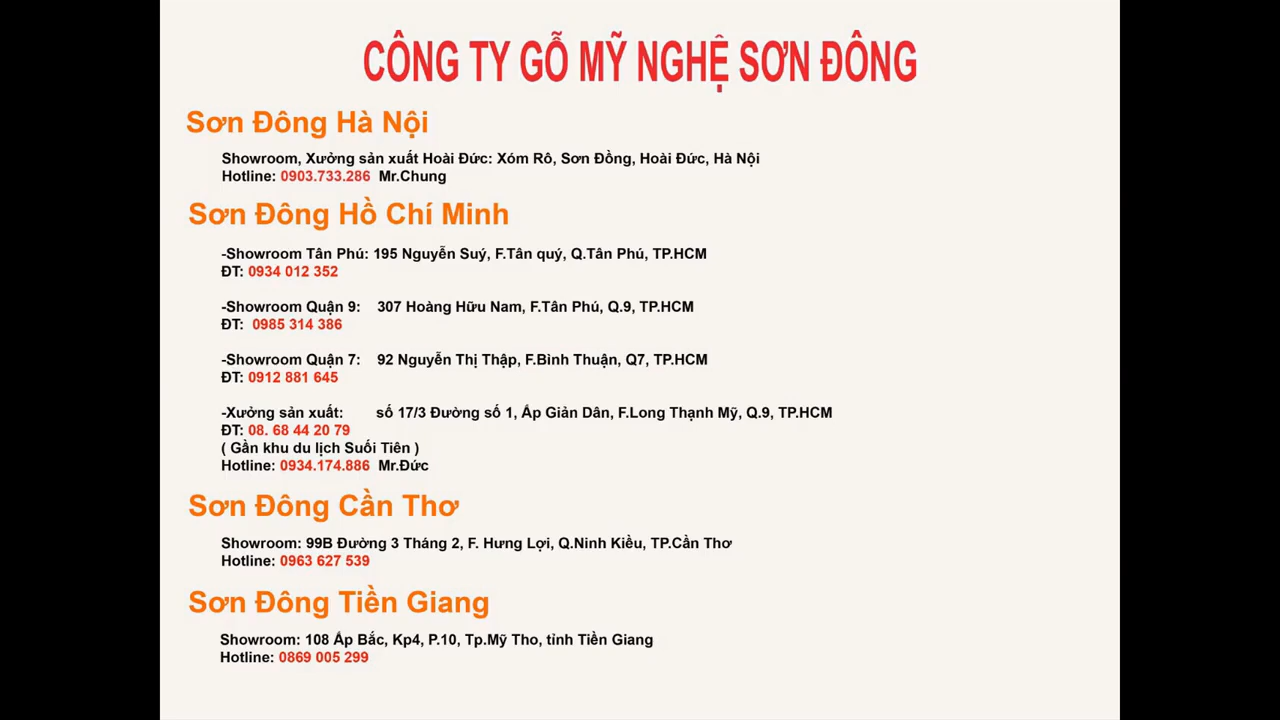 CÔNG TY GỖ MỸ NGHỆ SƠN ĐÔNG
Sơn Đông Hà Nội
Showroom, Xưởng sản xuất Hoài Đức: Xóm Rô, Sơn Đồng, Hoài Đức, Hà Nội
Hotline: 0903.733.286 Mr.Chung
Sơn Đông Hồ Chí Minh
-Showroom Tân Phú: 195 Nguyễn Suý, F.Tân quý, Q.Tân Phú, TP.HCM
ĐT: 0934 012 352
-Showroom Quận 9: 307 Hoàng Hữu Nam, F.Tân Phú, Q.9, TP.HCM
ĐT: 0985 314 386
-Showroom Quận 7: 92 Nguyễn Thị Thập, F.Bình Thuận, Q7, TP.HCM
ĐT: 0912 881 645
-Xưởng sản xuất: số 17/3 Đường số 1, Ấp Giản Dân, F.Long Thạnh Mỹ, Q.9, TP.HCM
ĐT: 08. 68 44 20 79
( Gần khu du lịch Suối Tiên )
Hotline: 0934.174.886 Mr.Đức
Sơn Đông Cần Thơ
Showroom: 99B Đường 3 Tháng 2, F. Hưng Lợi, Q.Ninh Kiều, TP.Cần Thơ
Hotline: 0963 627 539
Sơn Đông Tiền Giang
Showroom: 108 Ấp Bắc, Kp4, P.10, Tp.Mỹ Tho, tỉnh Tiền Giang
Hotline: 0869 005 299